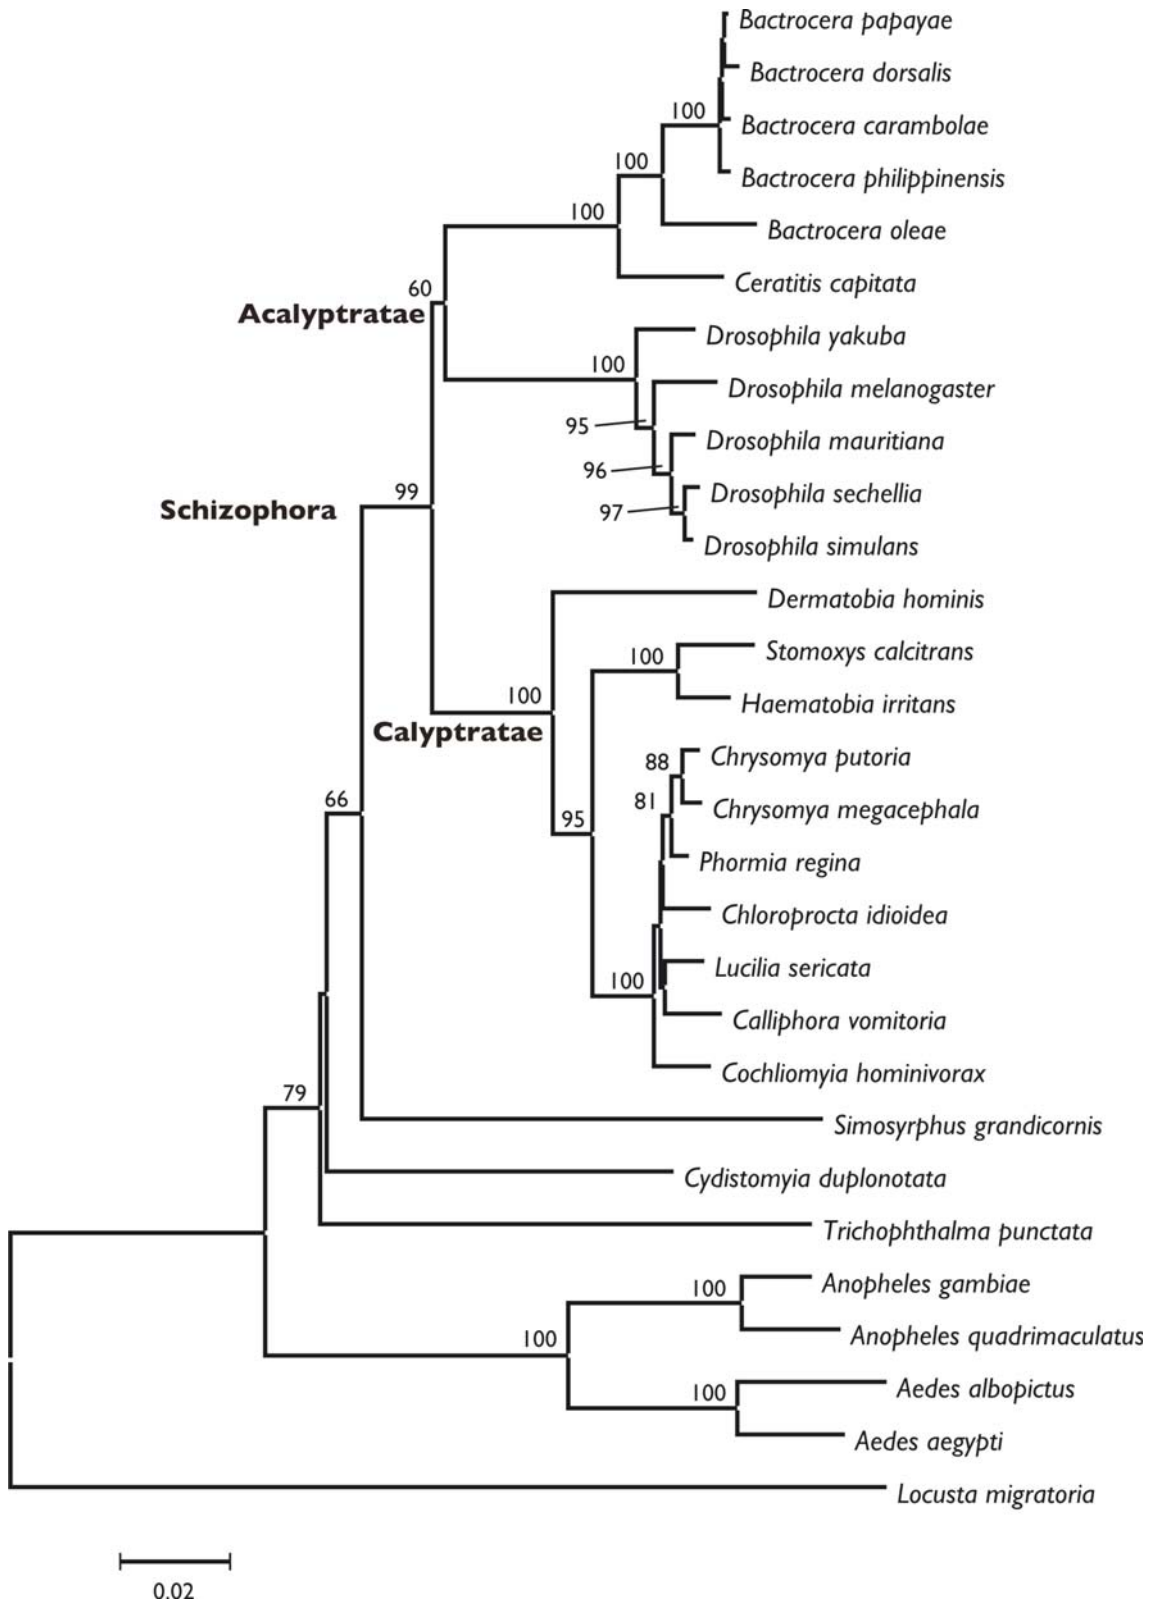 Bactrocera papayae
Bactrocera dorsalis
100
Bactrocera carambolae
100
Bactrocera philippinensis
100
Bactrocera oleae
Ceratitis capitata
60
Acalyptratae
Drosophila yakuba
100
Drosophila melanogaster
95
Drosophila mauritiana
96
99
Drosophila sechellia
Schizophora
97
Drosophila simulans
Dermatobia hominis
100
Stomoxys calcitrans
100
Haematobia irritans
Calyptratae
88
Chrysomya putoria
66
81
Chrysomya megacephala
95
Phormia regina
Chloroprocta idioidea
Lucilia sericata
100
Calliphora vomitoria
Cochliomyia hominivorax
79
Simosyrphus grandicornis
Cydistomyia duplonotata
Trichophthalma punctata
100
Anopheles gambiae
100
Anopheles quadrimaculatus
100
Aedes albopictus
Aedes aegypti
Locusta migratoria
0.02